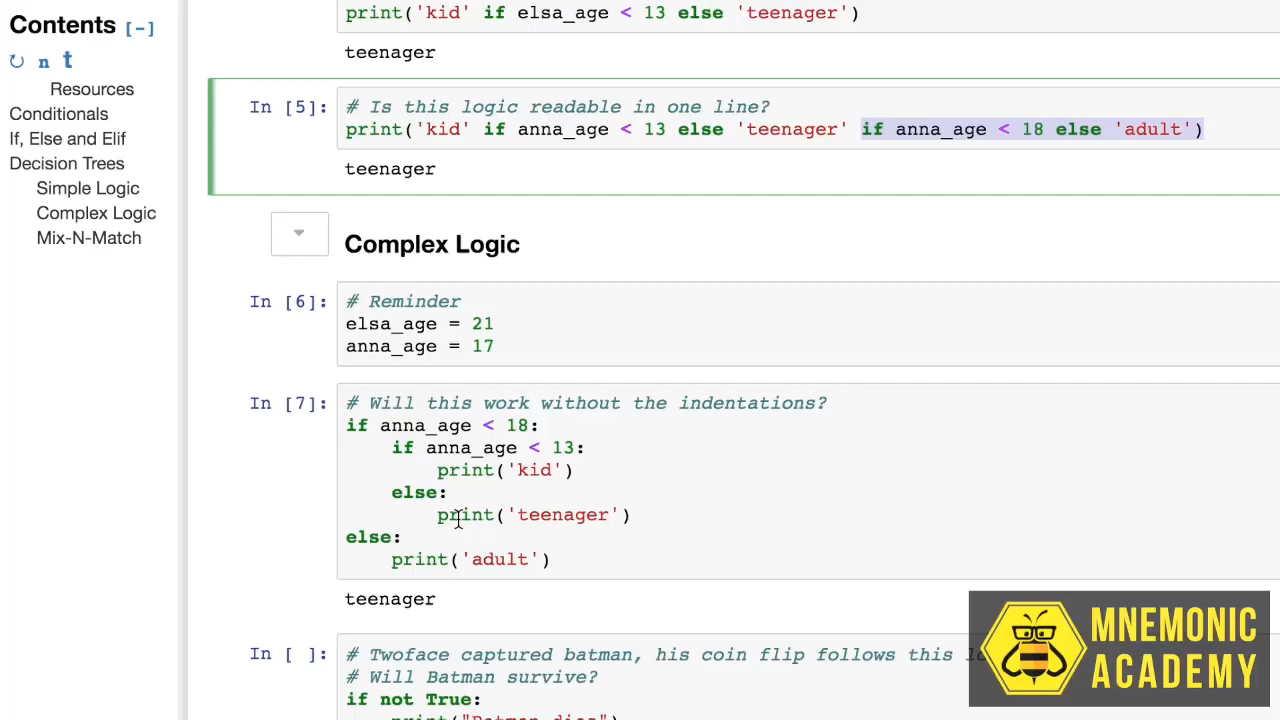 Contents [-]
n t
Resources
Conditionals
If, Else and Elif
Decision Trees
Simple Logic
Complex Logic
Mix-N-Match
print('kid' if elsa_age < 13 else 'teenager')
teenager
In [5]:
# Is this logic readable in one line?
print('kid' if anna_age < 13 else 'teenager' if anna_age < 18 else 'adult')
teenager
Complex Logic
In [6]:
# Reminder
elsa_age = 21
anna_age = 17
In [7]:
# Will this work without the indentations?
if anna_age < 18:
    if anna_age < 13:
        print('kid')
    else:
        print('teenager')
else:
    print('adult')
teenager
In [ ]:
# Twoface captured batman, his coin flip follows this
# Will Batman survive?
if not True:
print("Batman dies")
MNEMONIC
ACADEMY